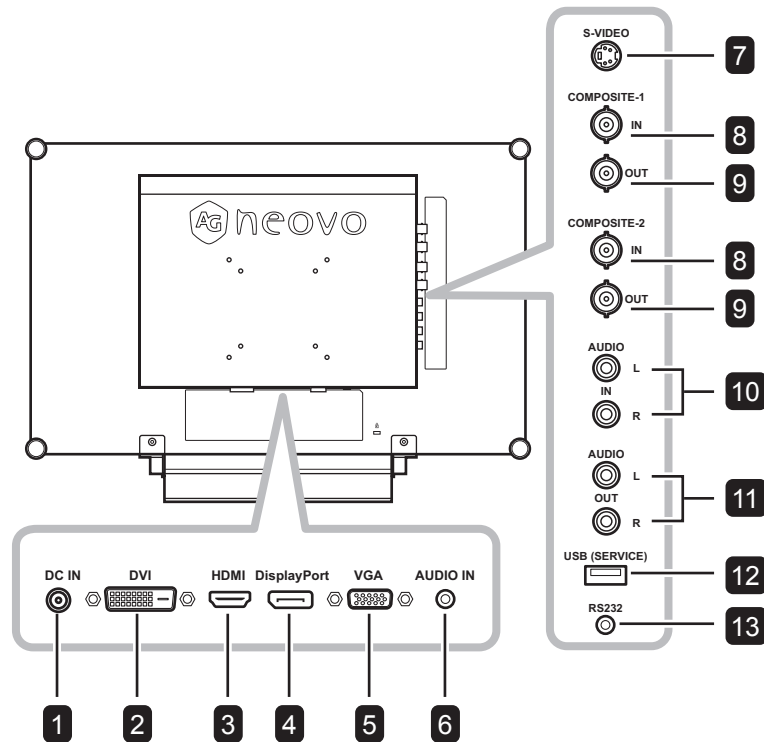 S-VIDEO
7
COMPOSITE-1
IN
8
OUT
9
COMPOSITE-2
IN
8
OUT
9
AUDIO
L
IN
R
10
AUDIO
L
OUT
R
11
USB (SERVICE)
12
RS232
13
AG neovo
DC IN DVI HDMI DisplayPort VGA AUDIO IN
1 2 3 4 5 6